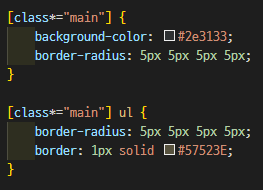 [class*="main"] {
background-color: #2e3133;
border-radius: 5px 5px 5px 5px;
}
[class*="main"] ul {
border-radius: 5px 5px 5px 5px;
border: 1px solid #57523E;
}